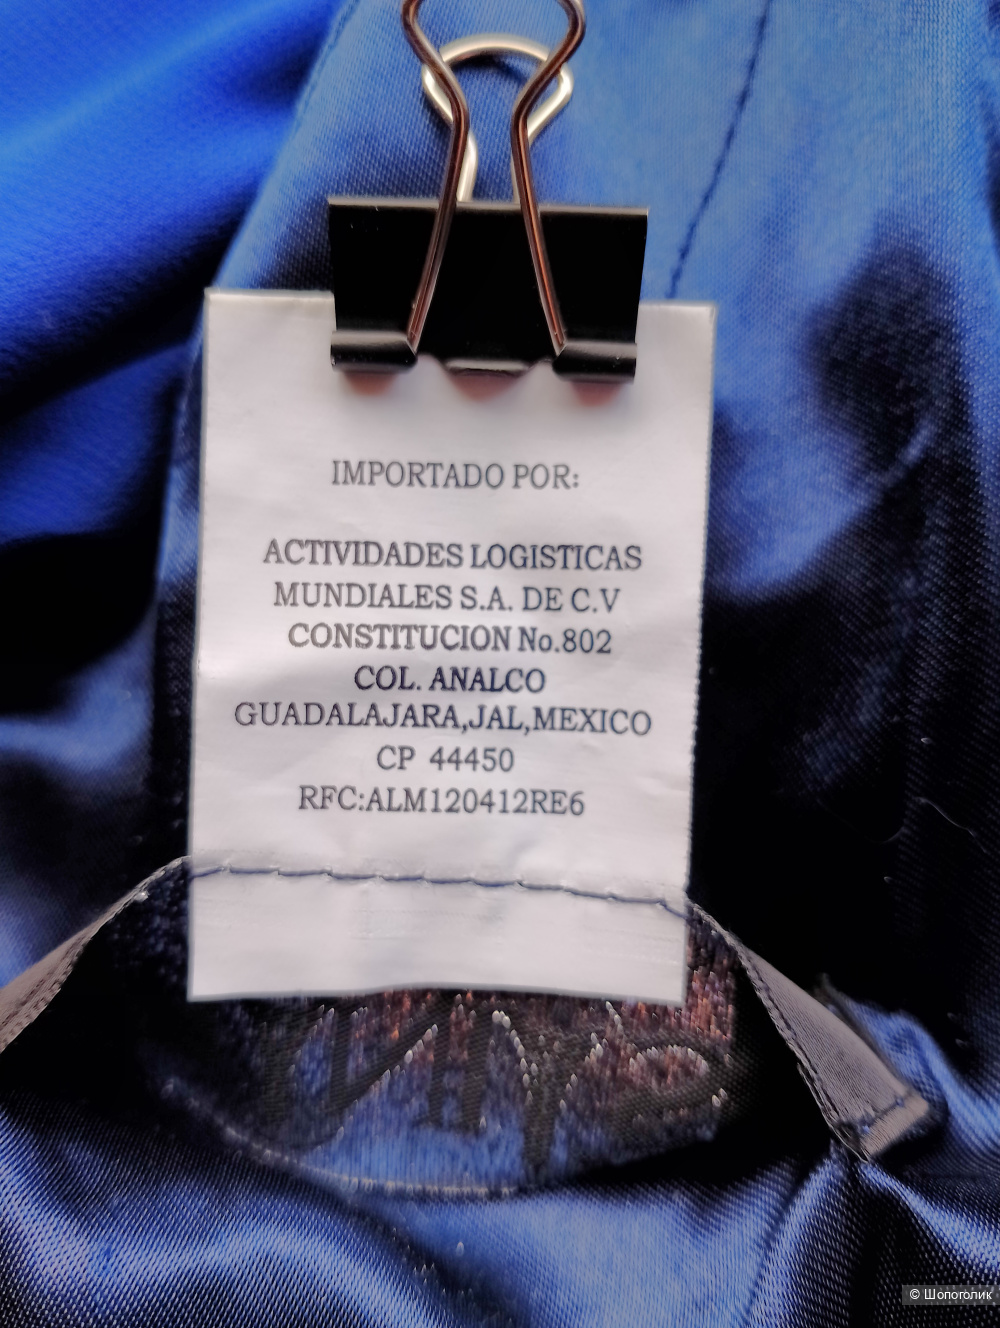 IMPORTADO POR:
ACTIVIDADES LOGISTICAS
MUNDIALES S.A. DE C.V
CONSTITUCION No.802
COL. ANALCO
GUADALAJARA,JAL,MEXICO
CP 44450
RFC:ALM120412RE6
© Шопоголик